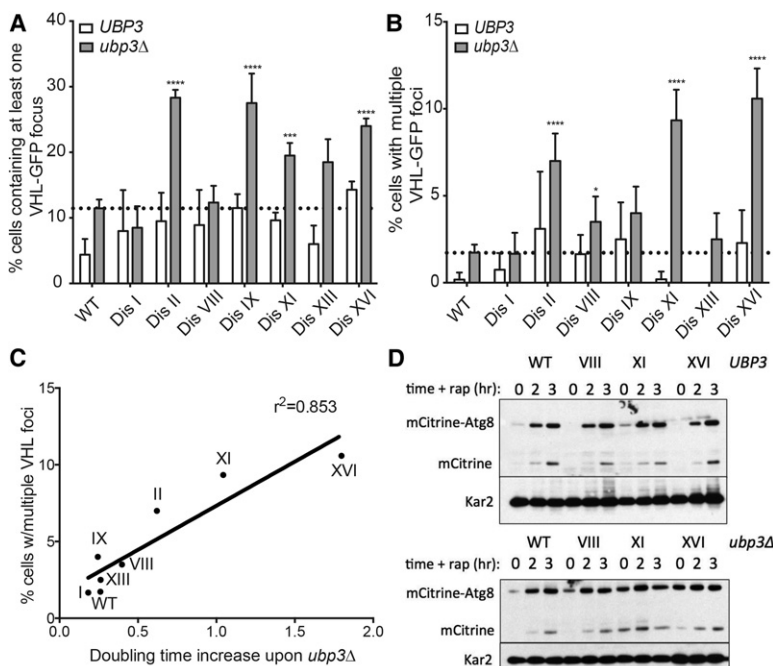 A
UBP3
ubp3Δ
% cells containing at least one
VHL-GFP focus
40
30
20
10
0
**** **** *** ****
WT Dis I Dis II Dis VIII Dis IX Dis XI Dis XIII Dis XVI
B
UBP3
ubp3Δ
% cells with multiple
VHL-GFP foci
15
10
5
0
**** * **** ****
WT Dis I Dis II Dis VIII Dis IX Dis XI Dis XIII Dis XVI
C
% cells w/multiple VHL foci
15
10
5
0
r²=0.853
XI
XVI
II
IX
VIII
XIII
I
WT
0.0 0.5 1.0 1.5 2.0
Doubling time increase upon ubp3Δ
D
WT VIII XI XVI UBP3
time + rap (hr): 0 2 3 0 2 3 0 2 3 0 2 3
mCitrine-Atg8
mCitrine
Kar2
WT VIII XI XVI ubp3Δ
time + rap (hr): 0 2 3 0 2 3 0 2 3 0 2 3
mCitrine-Atg8
mCitrine
Kar2